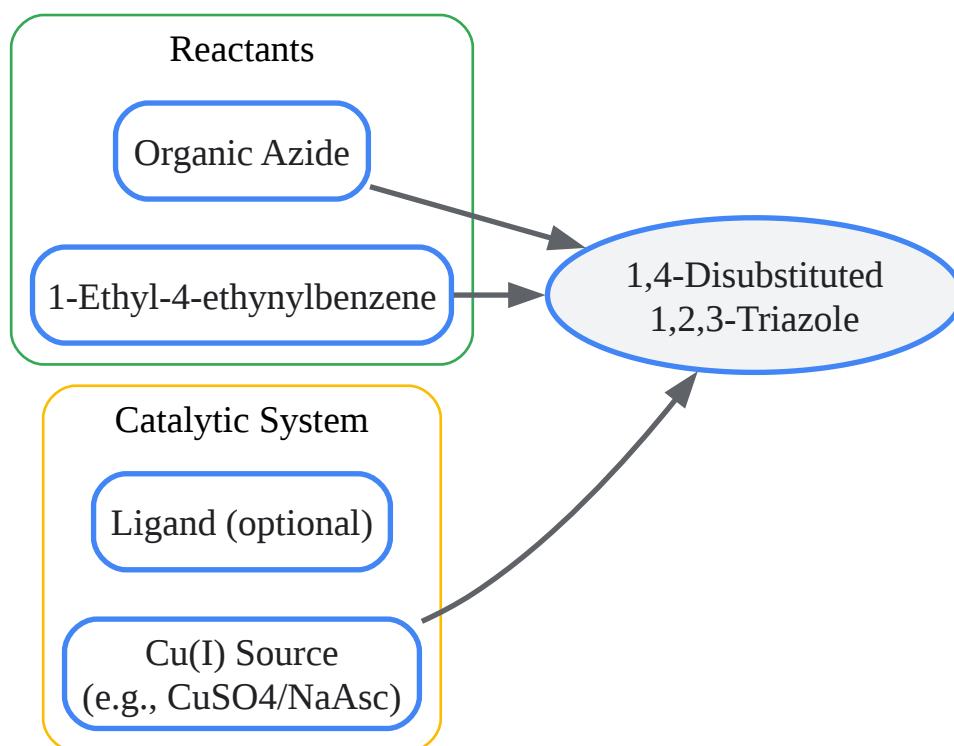 Reactants
Organic Azide
1-Ethyl-4-ethynylbenzene
1,4-Disubstituted
1,2,3-Triazole
Catalytic System
Ligand (optional)
Cu(I) Source
(e.g., CuSO4/NaAsc)